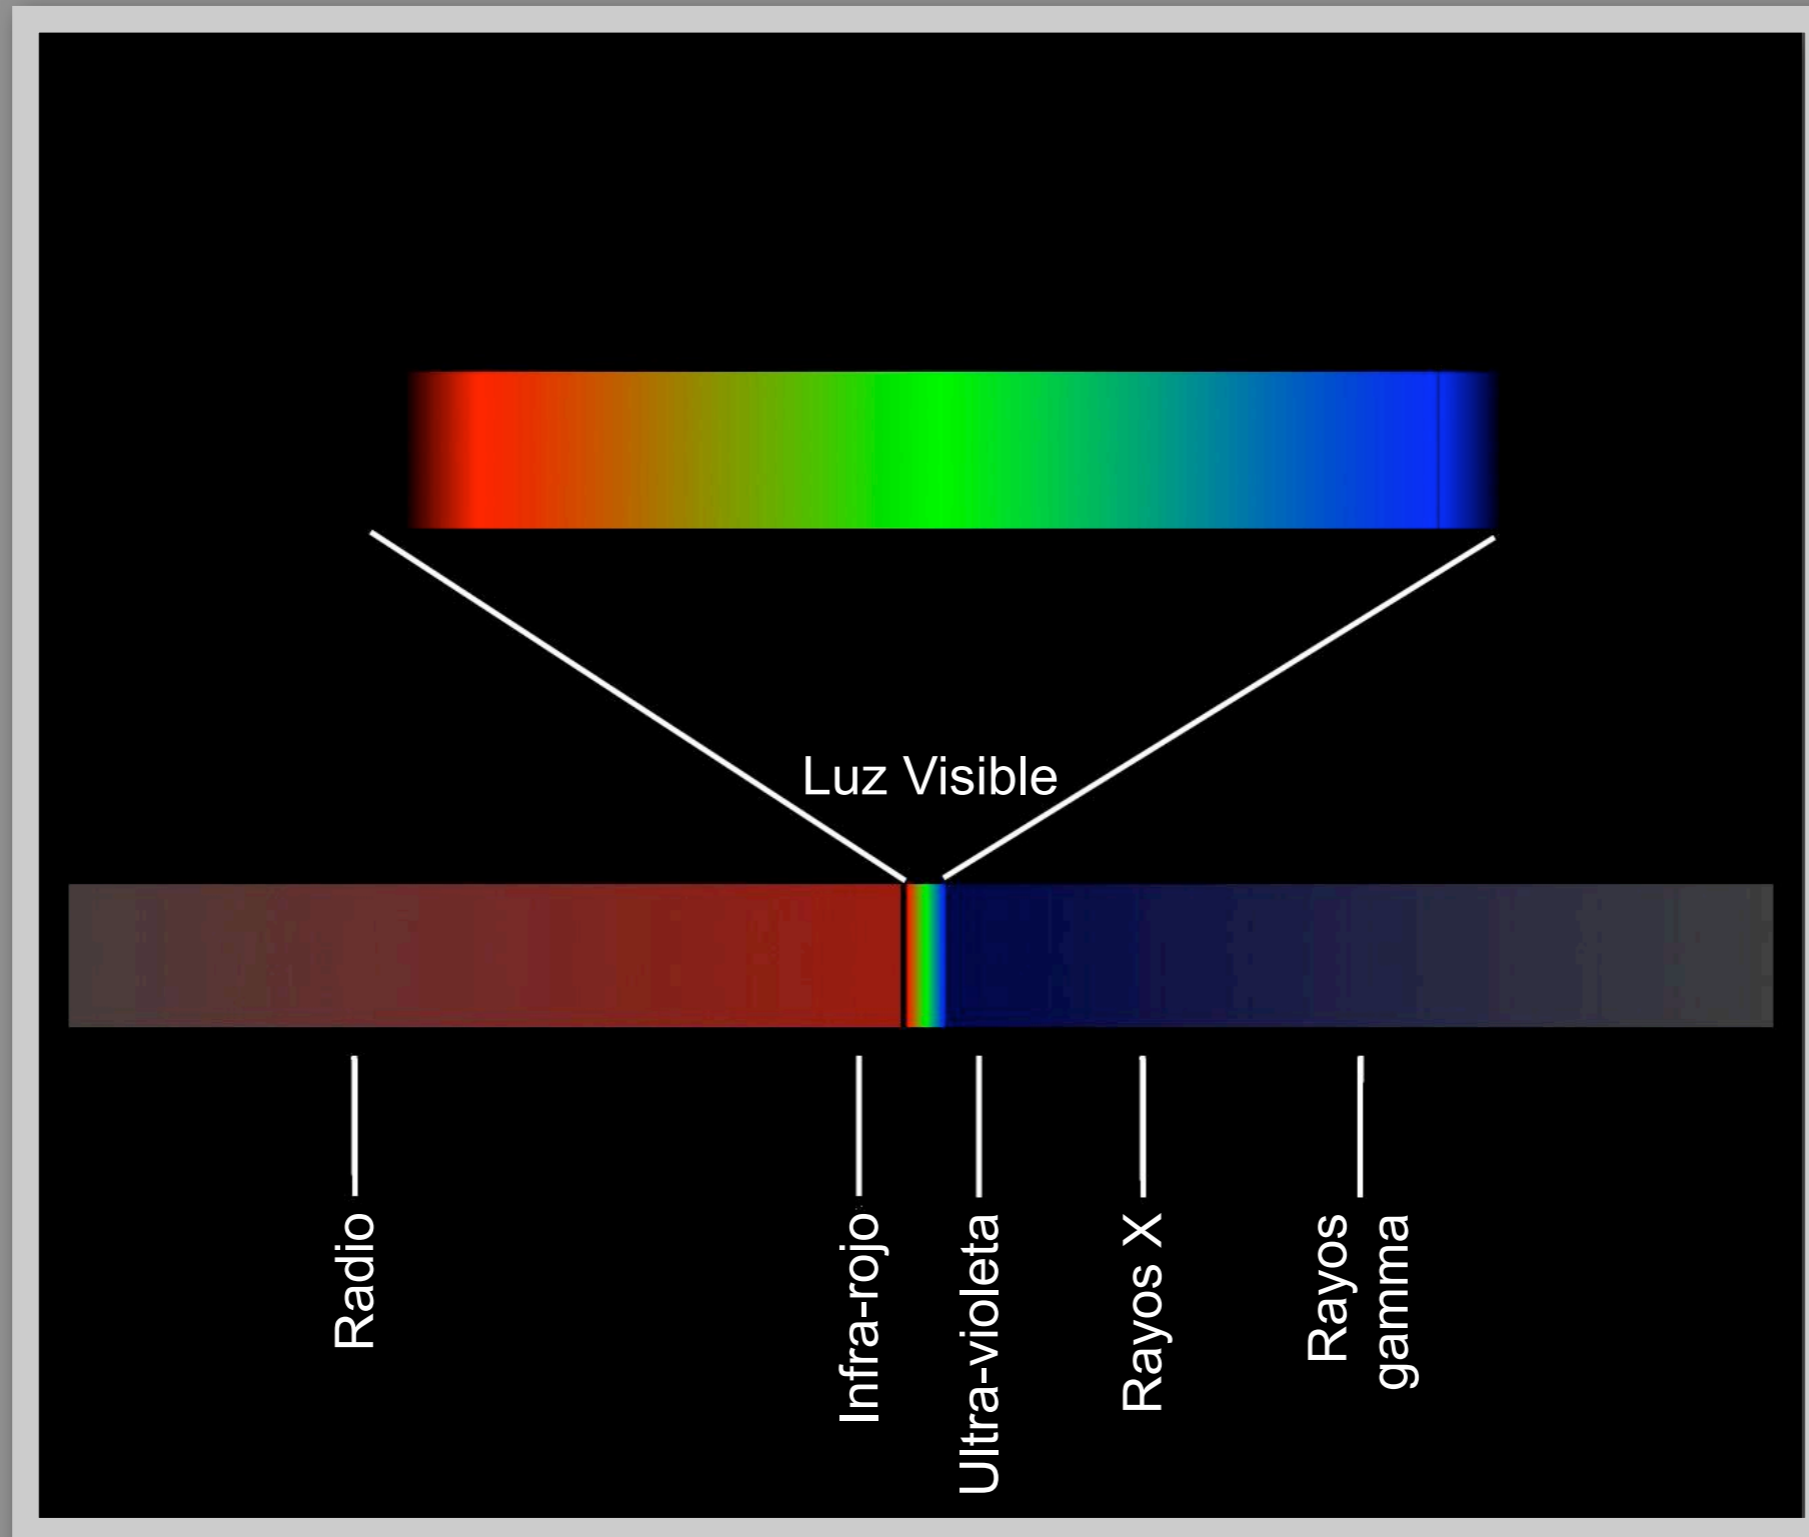 Luz Visible
Radio
Infra-rojo
Ultra-violeta
Rayos X
Rayos
gamma